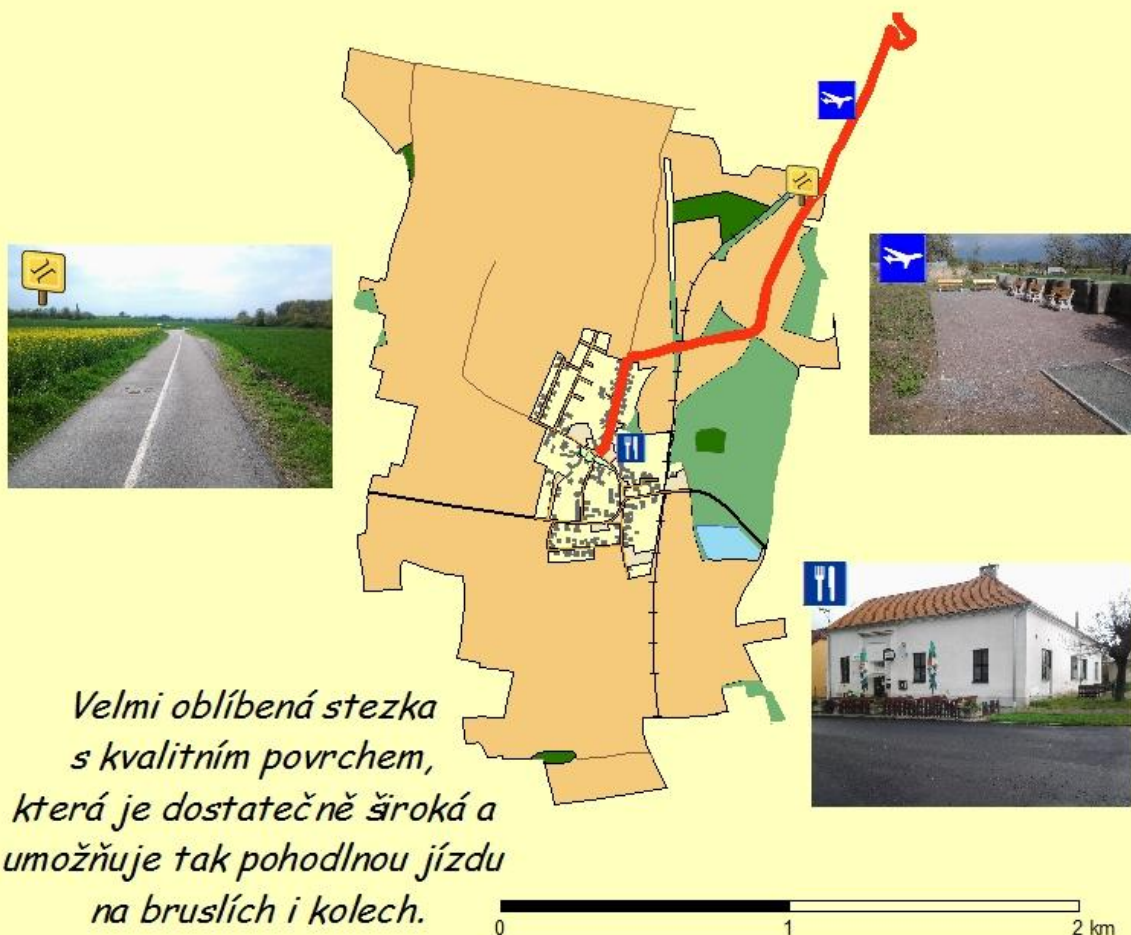 Velmi oblíbená stezka
s kvalitním povrchem,
která je dostatečně široká a
umožňuje tak pohodlnou jízdu
na bruslích i kolech.
0 1 2 km